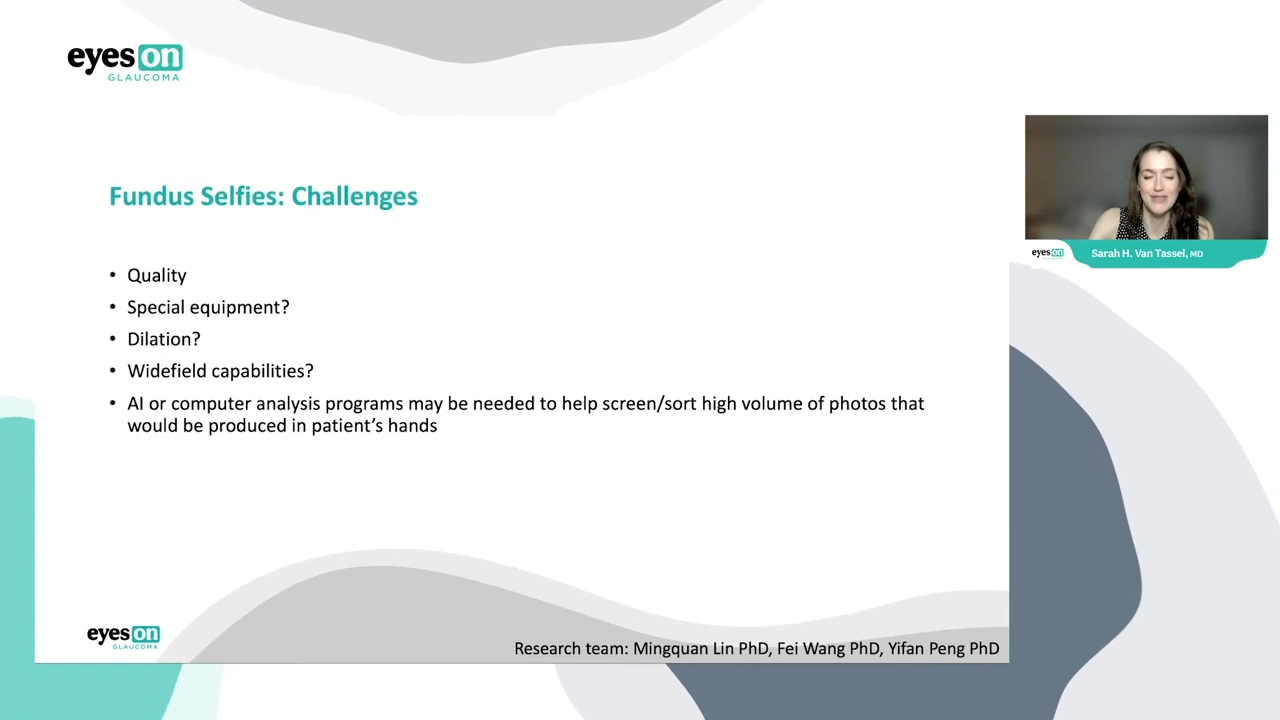 eyes on
GLAUCOMA
Fundus Selfies: Challenges
• Quality
• Special equipment?
• Dilation?
• Widefield capabilities?
• AI or computer analysis programs may be needed to help screen/sort high volume of photos that
would be produced in patient's hands
eyes on
GLAUCOMA
Research team: Mingquan Lin PhD, Fei Wang PhD, Yifan Peng PhD
eyes on
Sarah H. Van Tassel, MD